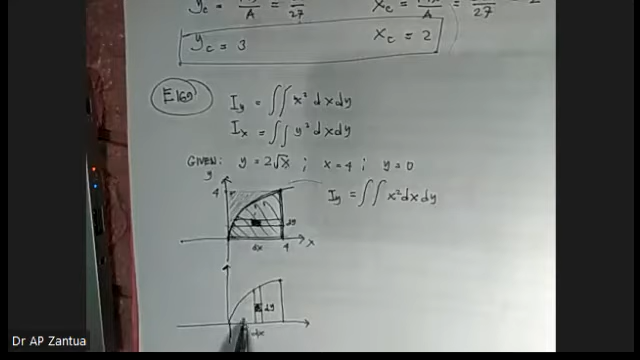 y_c = 3    x_c = 2
E169
I_y = ∫∫ x² dx dy
I_x = ∫∫ y² dx dy
GIVEN: y = 2√x ; x = 4 ; y = 0
I_y = ∫∫ x² dx dy
y
4
dy
dx 4 x
dy
dx
Dr AP Zantua